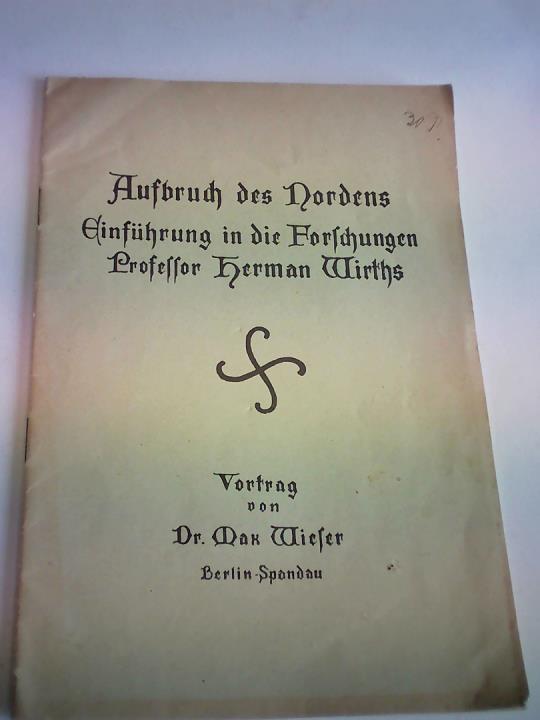 Aufbruch des Nordens
Einführung in die Forschungen
Professor Herman Wirths
Vortrag
von
Dr. Max Wieser
Berlin-Spandau